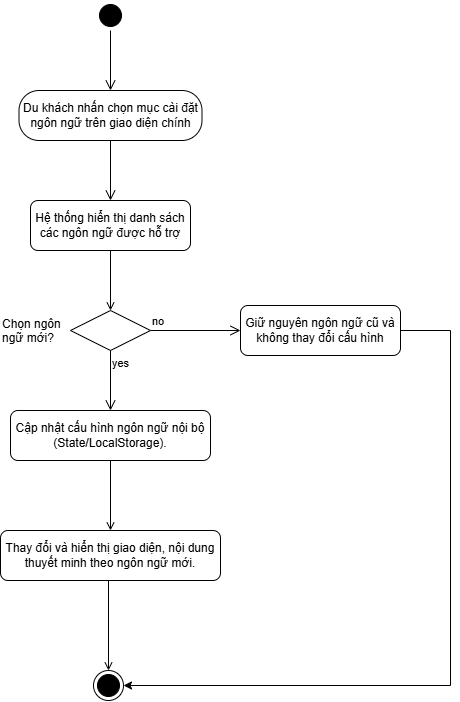 Du khách nhấn chọn mục cài đặt
ngôn ngữ trên giao diện chính
Hệ thống hiển thị danh sách
các ngôn ngữ được hỗ trợ
Chọn ngôn
ngữ mới?
no
Giữ nguyên ngôn ngữ cũ và
không thay đổi cấu hình
yes
Cập nhật cấu hình ngôn ngữ nội bộ
(State/LocalStorage).
Thay đổi và hiển thị giao diện, nội dung
thuyết minh theo ngôn ngữ mới.